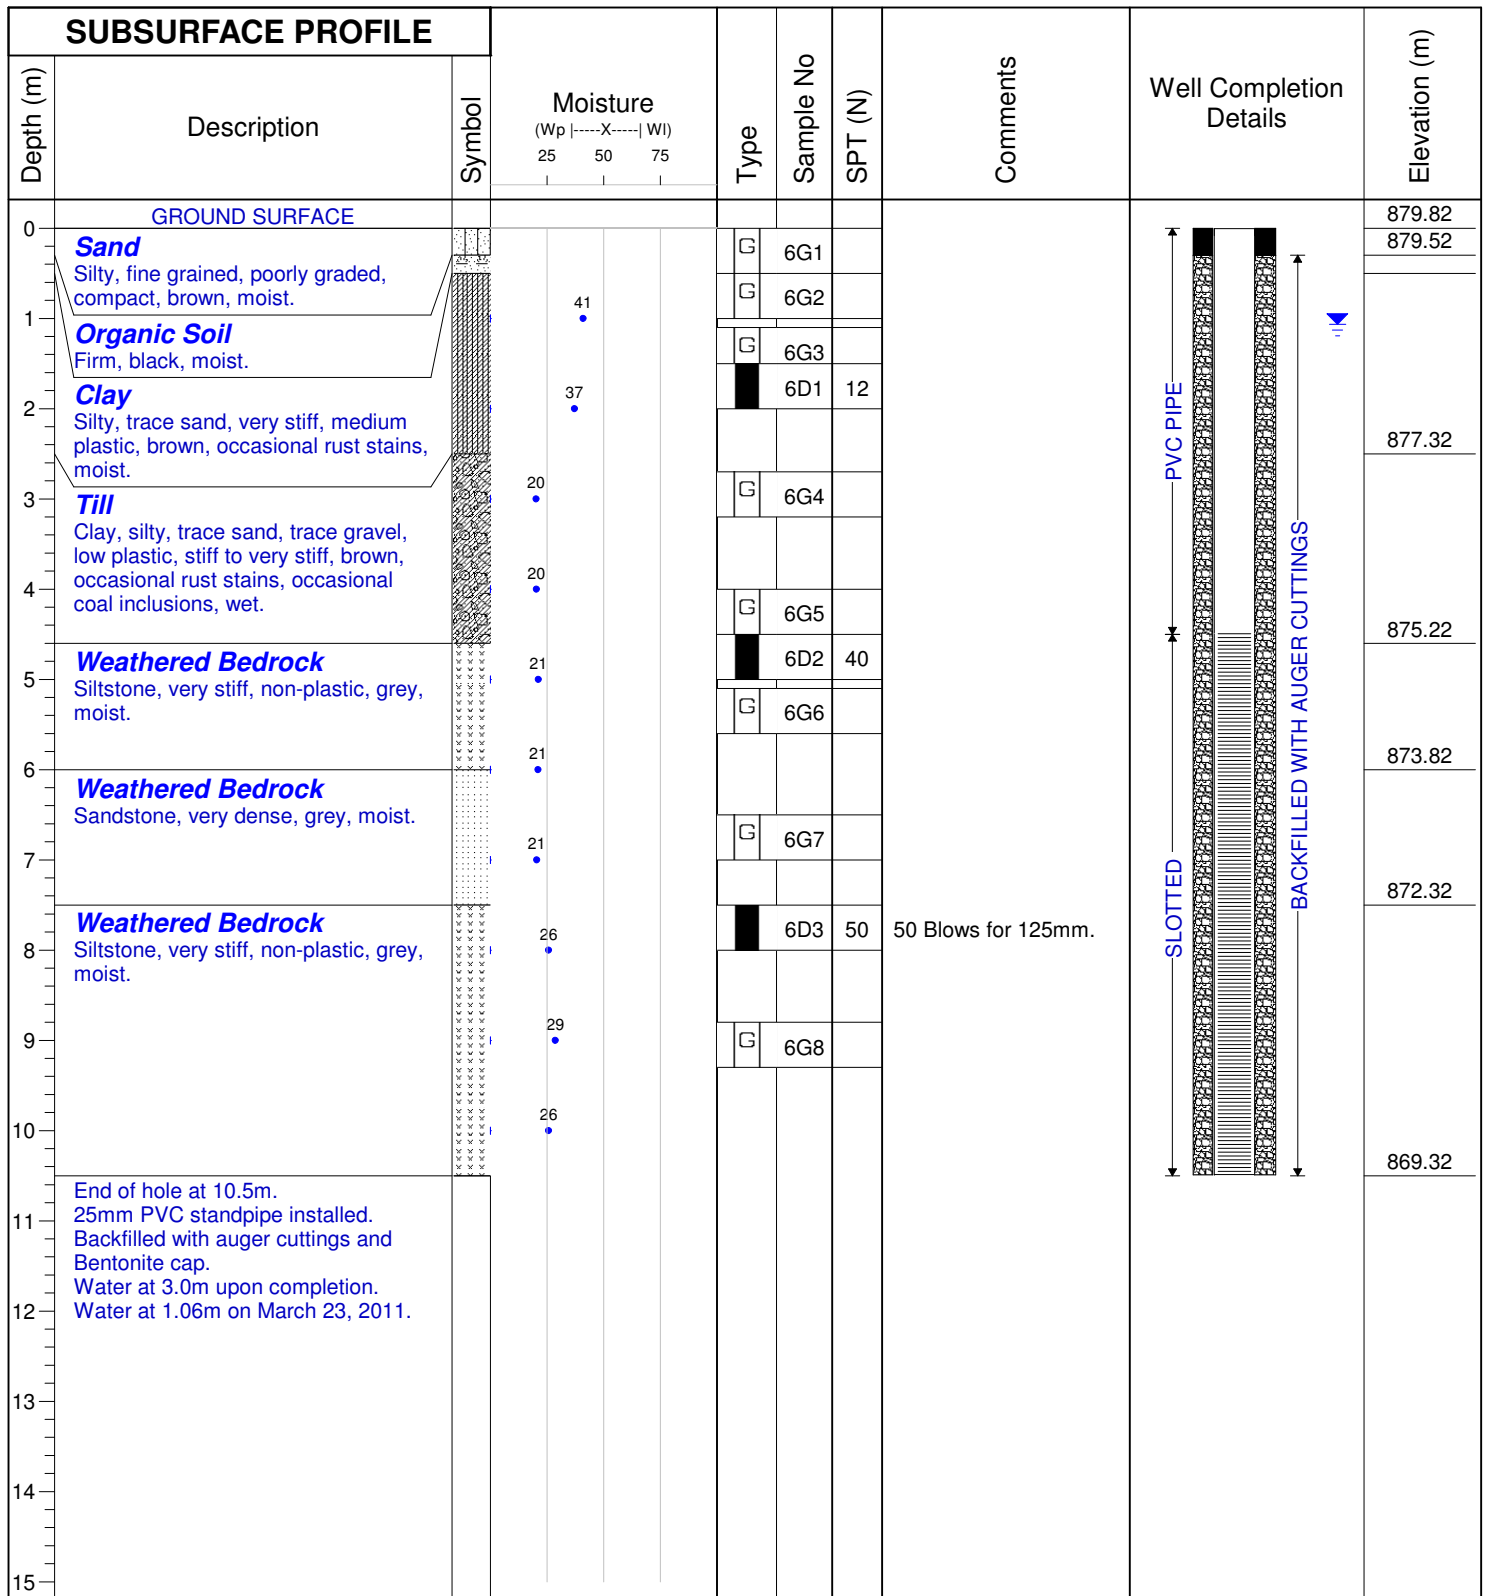 SUBSURFACE PROFILE
Depth (m)
Description
Symbol
Moisture
(Wp |-----X-----| Wl)
25 50 75
Type
Sample No
SPT (N)
Comments
Well Completion
Details
Elevation (m)
GROUND SURFACE
879.82
0
Sand
Silty, fine grained, poorly graded,
compact, brown, moist.
G 6G1
879.52
G 6G2
41
1
Organic Soil
Firm, black, moist.
G 6G3
Clay
Silty, trace sand, very stiff, medium
plastic, brown, occasional rust stains,
moist.
37
6D1 12
2
PVC PIPE
877.32
Till
Clay, silty, trace sand, trace gravel,
low plastic, stiff to very stiff, brown,
occasional rust stains, occasional
coal inclusions, wet.
20
3
G 6G4
20
4
G 6G5
BACKFILLED WITH AUGER CUTTINGS
875.22
Weathered Bedrock
Siltstone, very stiff, non-plastic, grey,
moist.
21
6D2 40
5
G 6G6
21
873.82
6
Weathered Bedrock
Sandstone, very dense, grey, moist.
G 6G7
21
7
SLOTTED
872.32
Weathered Bedrock
Siltstone, very stiff, non-plastic, grey,
moist.
26
6D3 50 50 Blows for 125mm.
8
29
9
G 6G8
26
10
869.32
End of hole at 10.5m.
25mm PVC standpipe installed.
Backfilled with auger cuttings and
Bentonite cap.
Water at 3.0m upon completion.
Water at 1.06m on March 23, 2011.
11
12
13
14
15